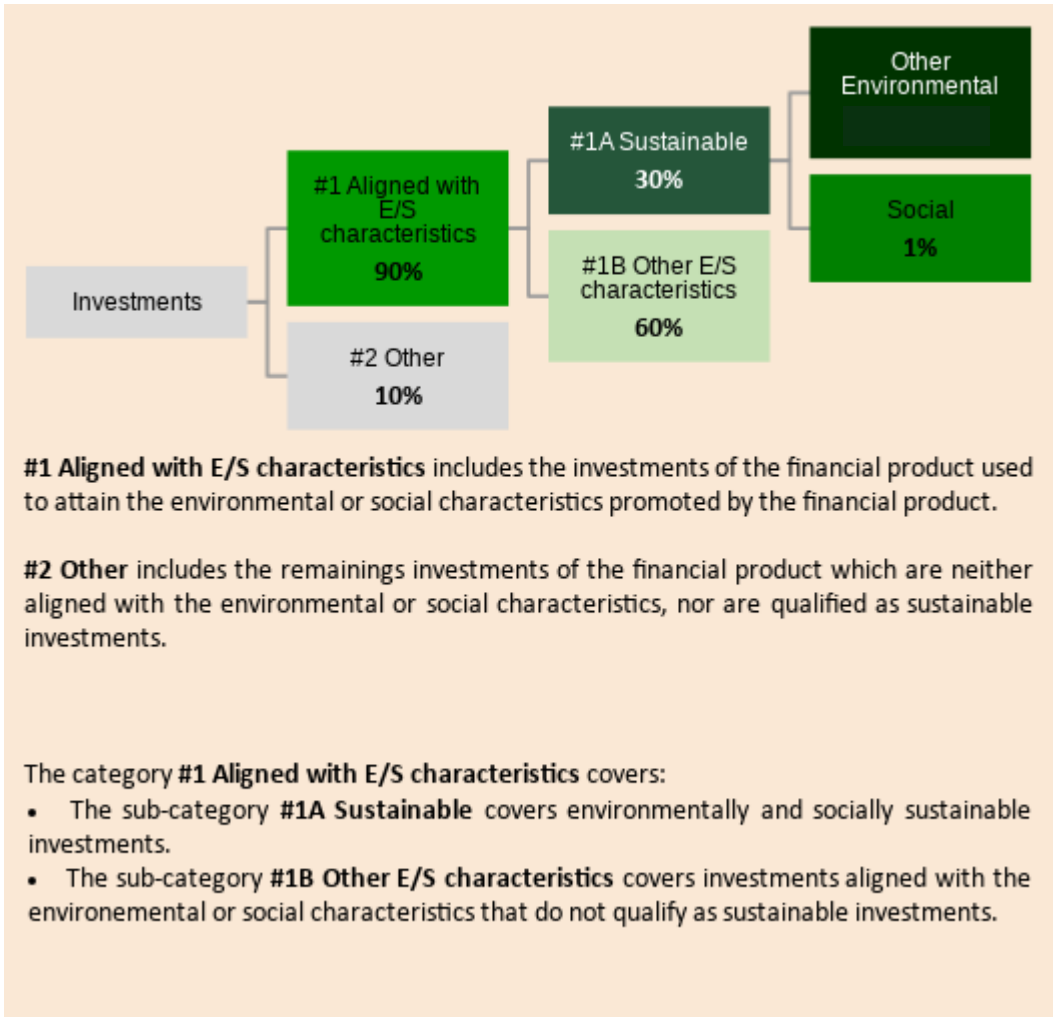 Other
Environmental
#1A Sustainable
30%
#1 Aligned with
E/S
characteristics
90%
Social
1%
#1B Other E/S
characteristics
60%
Investments
#2 Other
10%
#1 Aligned with E/S characteristics includes the investments of the financial product used
to attain the environmental or social characteristics promoted by the financial product.
#2 Other includes the remainings investments of the financial product which are neither
aligned with the environmental or social characteristics, nor are qualified as sustainable
investments.
The category #1 Aligned with E/S characteristics covers:
• The sub-category #1A Sustainable covers environmentally and socially sustainable
investments.
• The sub-category #1B Other E/S characteristics covers investments aligned with the
environemental or social characteristics that do not qualify as sustainable investments.